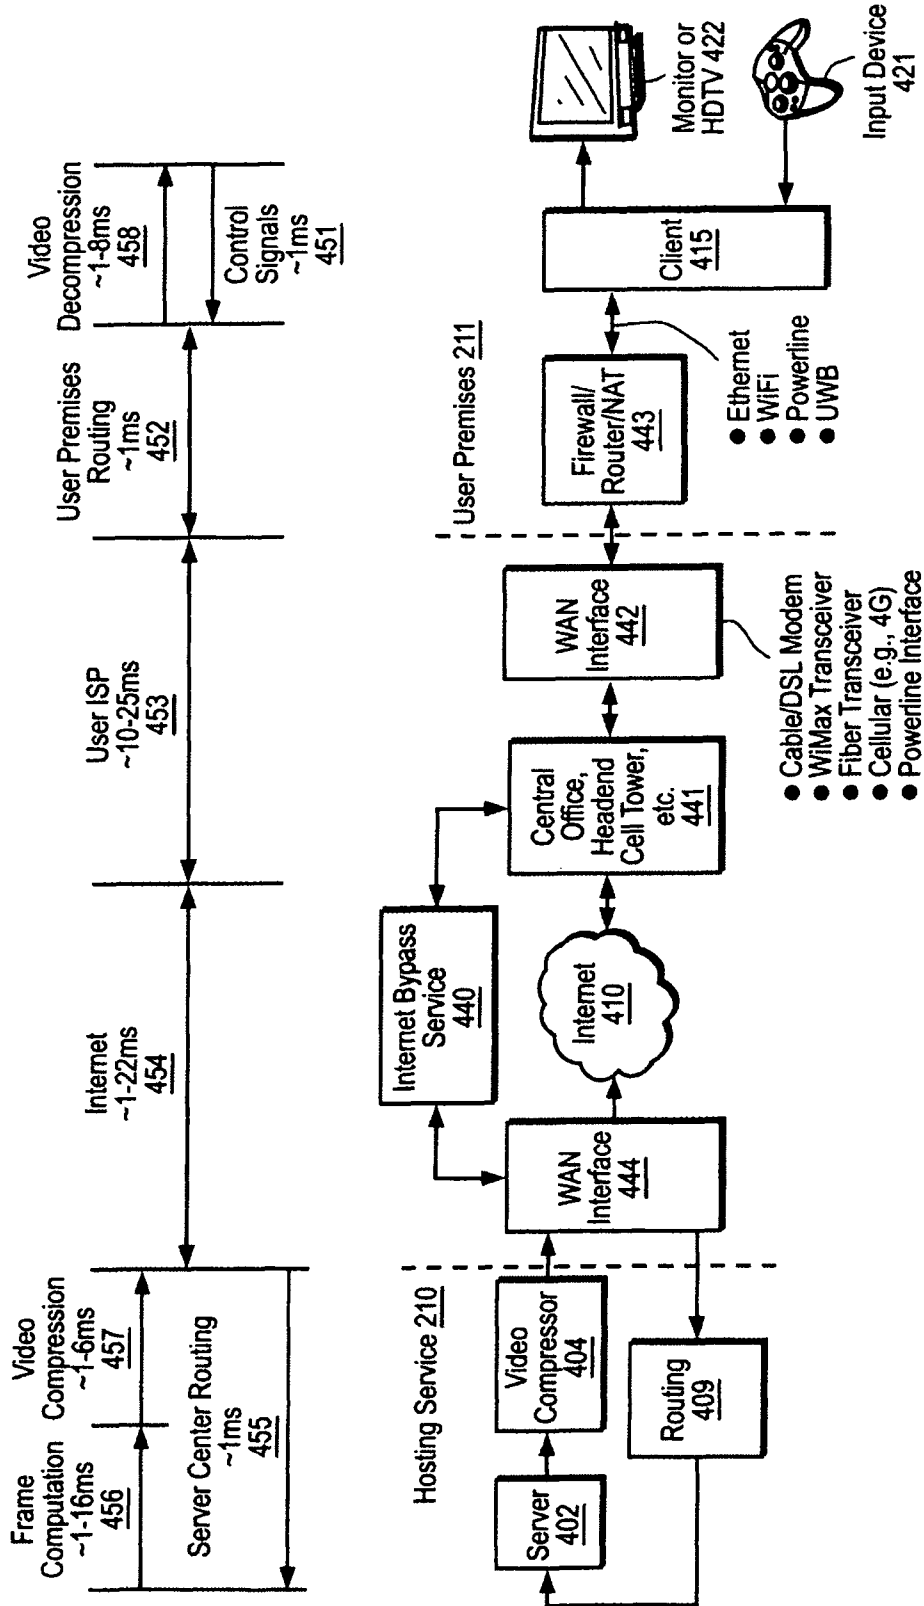 Frame
Computation
~1-16ms
456
Video
Compression
~1-6ms
457
Server Center Routing
~1ms
455
Internet
~1-22ms
454
User ISP
~10-25ms
453
User Premises
Routing
~1ms
452
Video
Decompression
~1-8ms
458
Control
Signals
~1ms
451
Hosting Service 210
Server
402
Video
Compressor
404
Routing
409
WAN
Interface
444
Internet Bypass
Service
440
Internet
410
Central
Office,
Headend
Cell Tower,
etc.
441
WAN
Interface
442
● Cable/DSL Modem
● WiMax Transceiver
● Fiber Transceiver
● Cellular (e.g., 4G)
● Powerline Interface
User Premises 211
Firewall/
Router/NAT
443
● Ethernet
● WiFi
● Powerline
● UWB
Client
415
Monitor or
HDTV 422
Input Device
421